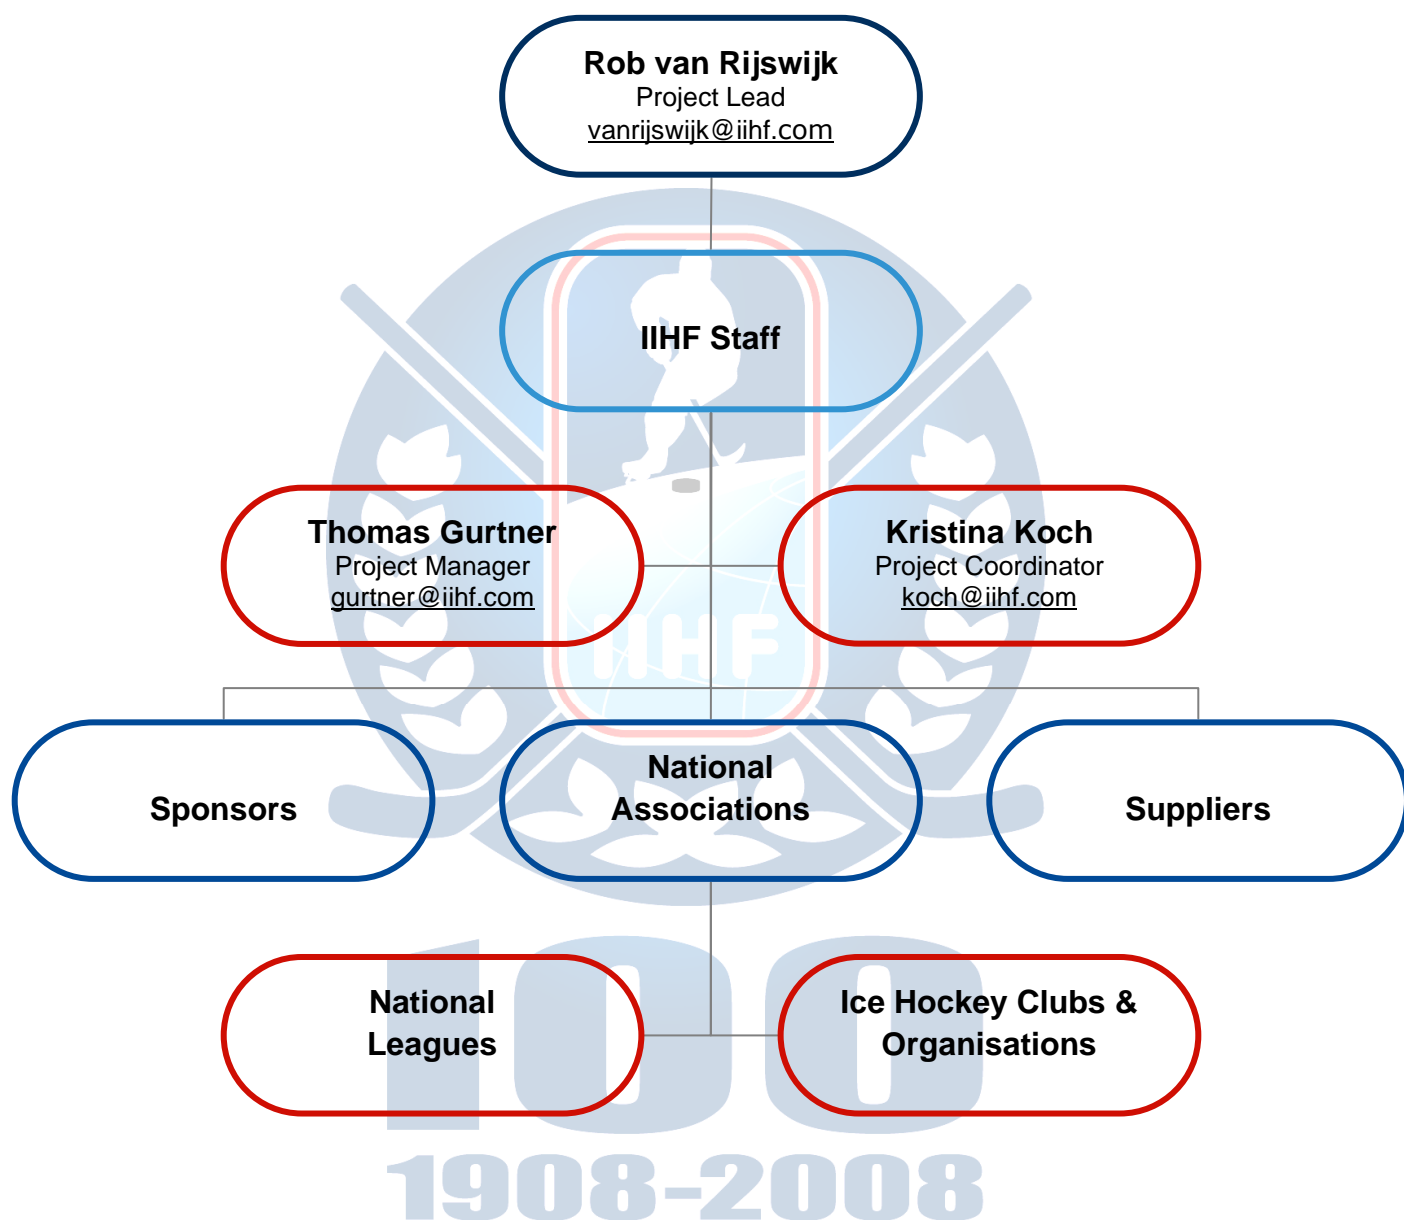 Rob van Rijswijk
Project Lead
vanrijswijk@iihf.com
IIHF Staff
Thomas Gurtner
Project Manager
gurtner@iihf.com
Kristina Koch
Project Coordinator
koch@iihf.com
IIHF
Sponsors
National
Associations
Suppliers
National
Leagues
Ice Hockey Clubs &
Organisations
100
1908-2008